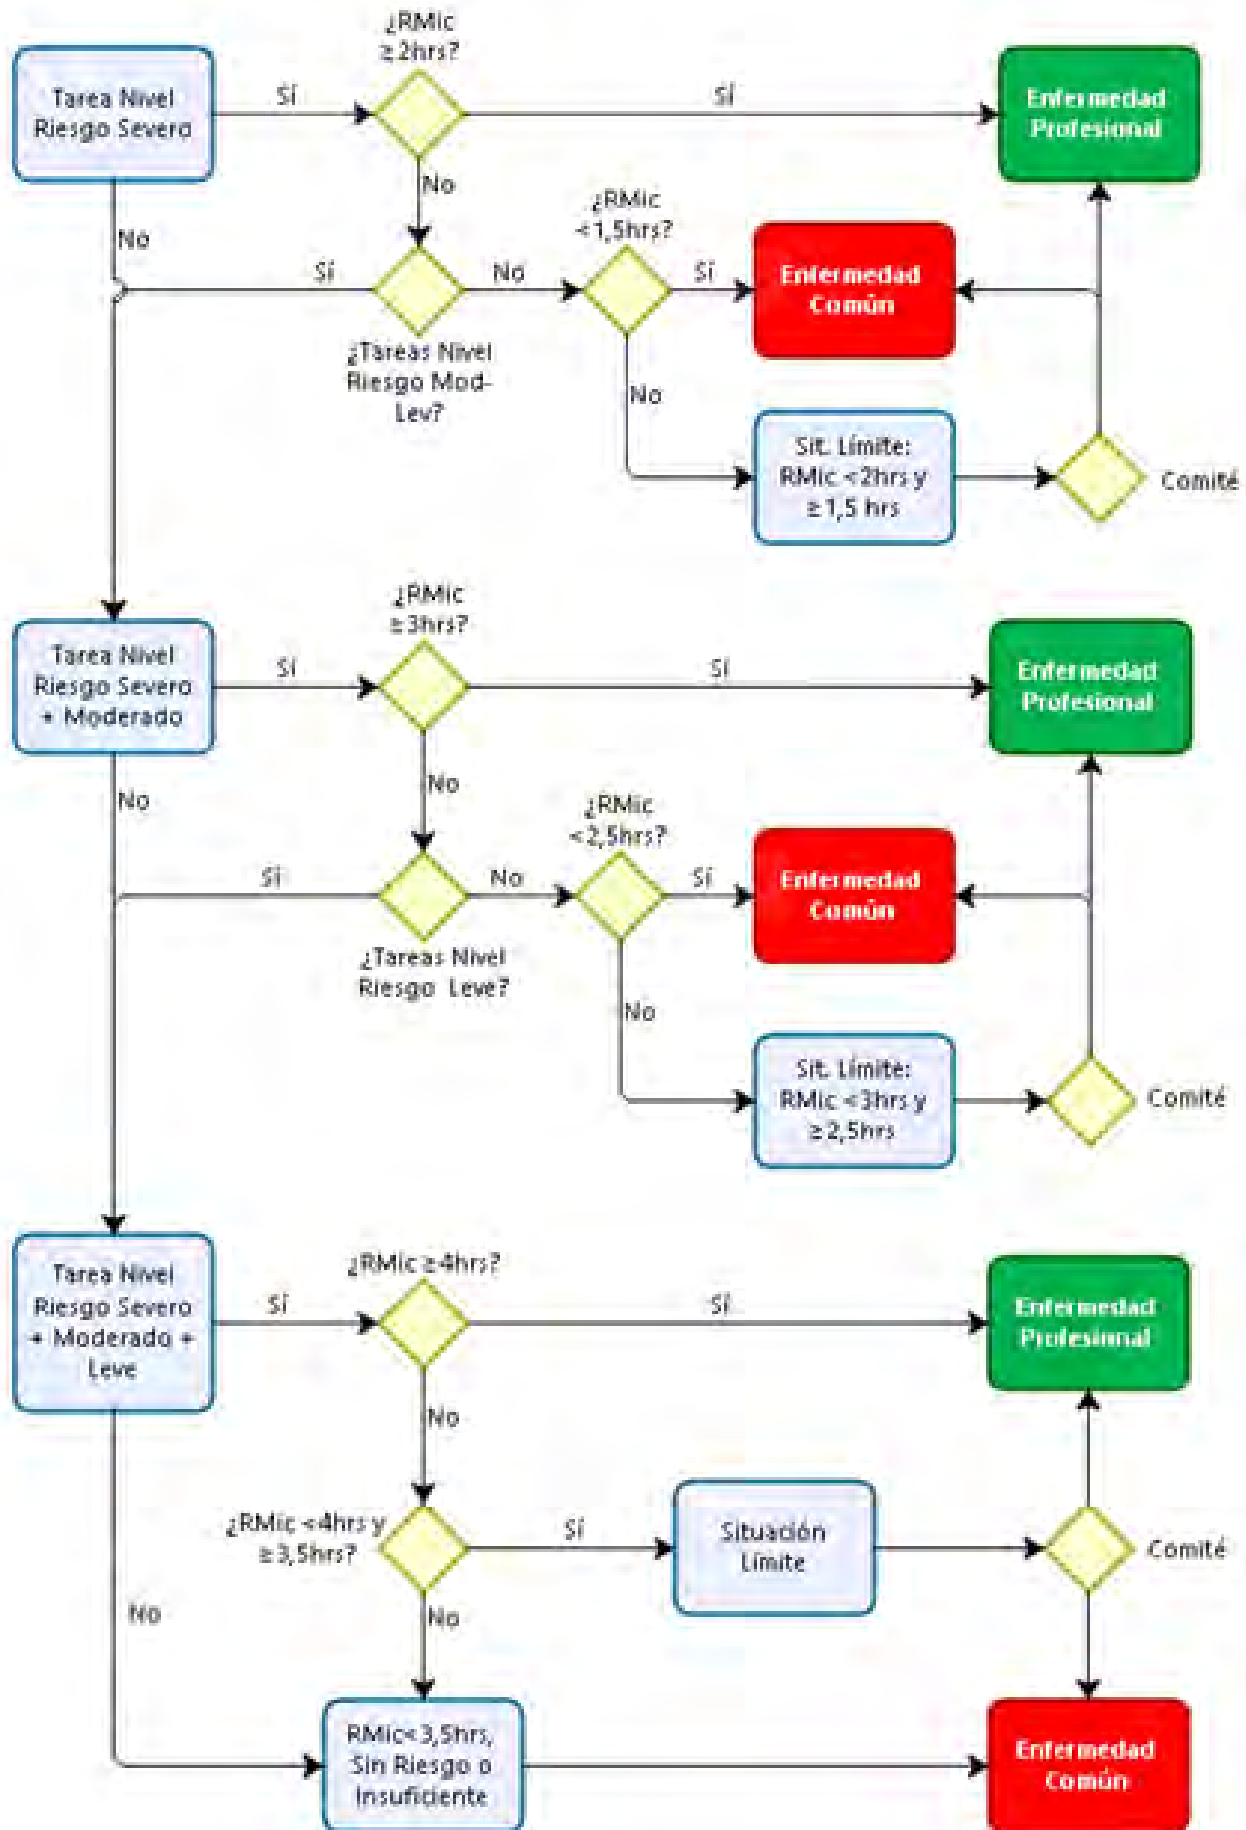 ¿RMic
≥2hrs?
Tarea Nivel
Riesgo Severo
Sí
Sí
Enfermedad
Profesional
No
No
¿RMic
<1,5hrs?
Sí
No
Sí
Enfermedad
Común
¿Tareas Nivel
Riesgo Mod-
Lev?
No
Sit. Límite:
RMic <2hrs y
≥1,5 hrs
Comité
¿RMic
≥3hrs?
Tarea Nivel
Riesgo Severo
+ Moderado
Sí
Sí
Enfermedad
Profesional
No
No
¿RMic
<2,5hrs?
Sí
No
Sí
Enfermedad
Común
¿Tareas Nivel
Riesgo Leve?
No
Sit. Límite:
RMic <3hrs y
≥2,5hrs
Comité
¿RMic ≥4hrs?
Tarea Nivel
Riesgo Severo
+ Moderado +
Leve
Sí
Sí
Enfermedad
Profesional
No
¿RMic <4hrs y
≥3,5hrs?
Sí
Situación
Límite
Comité
No
No
RMic<3,5hrs,
Sin Riesgo o
Insuficiente
Enfermedad
Común